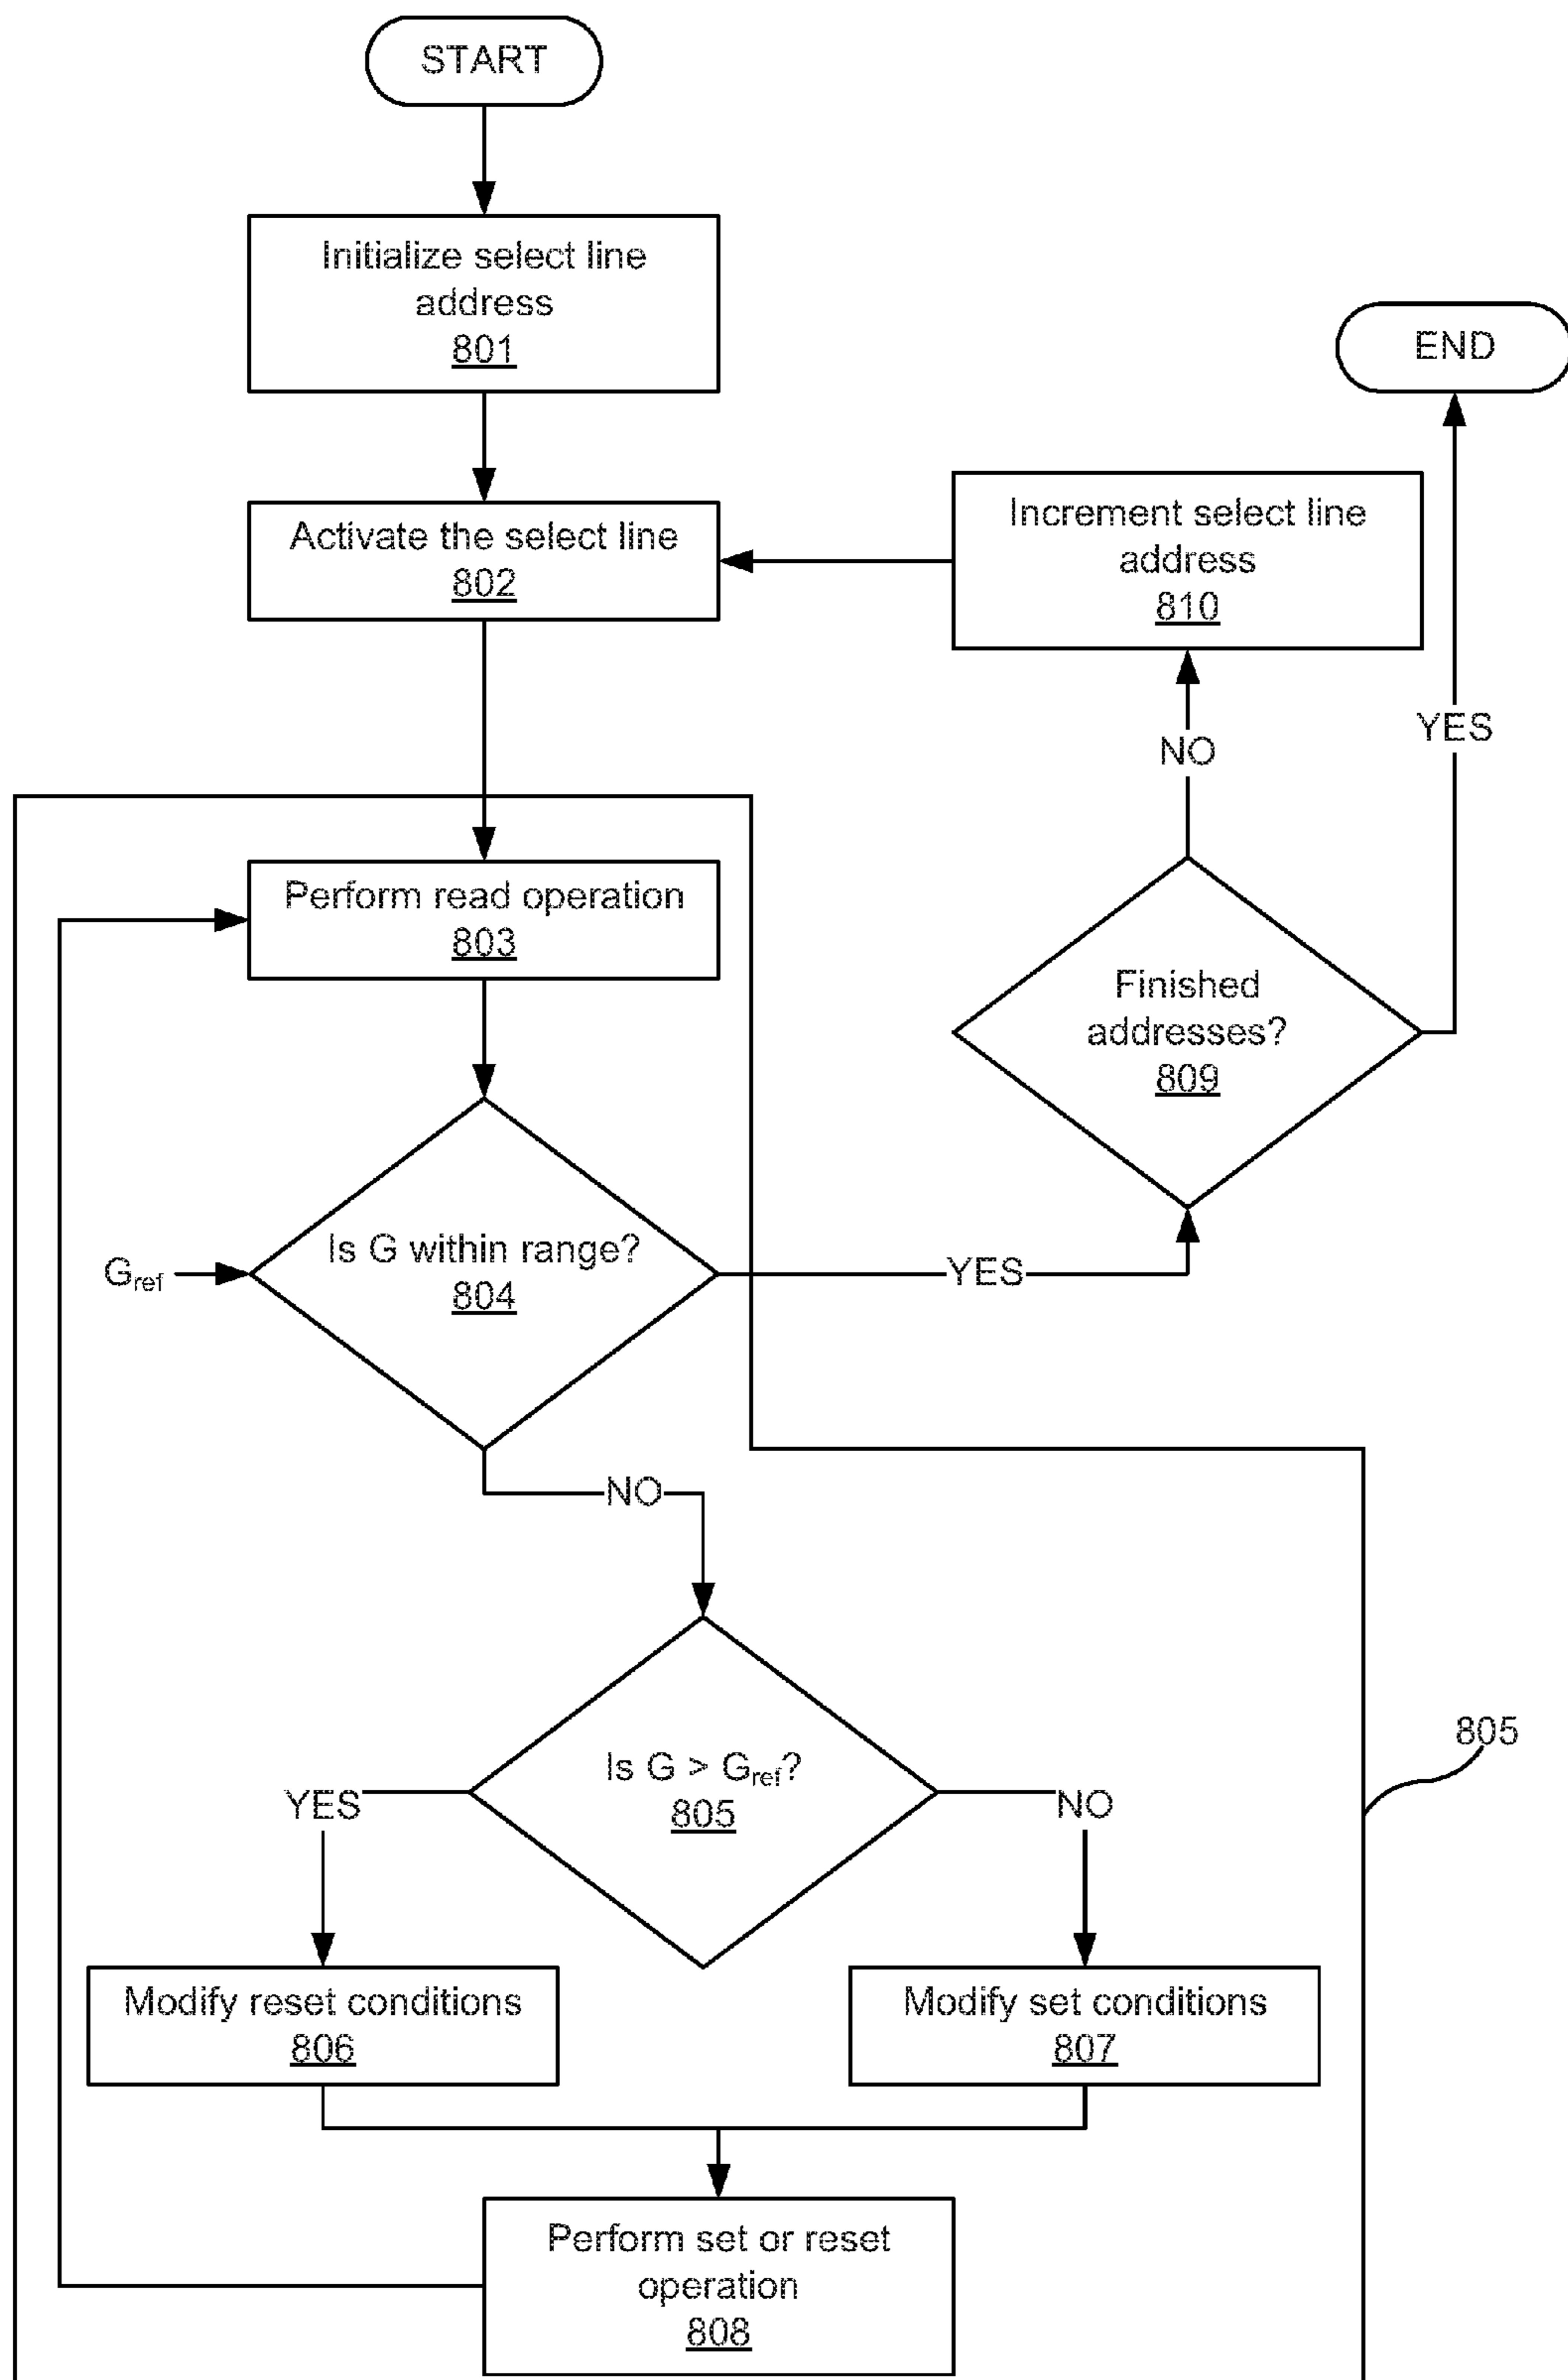 START
Initialize select line
address
801
END
Activate the select line
802
Increment select line
address
810
NO
YES
Perform read operation
803
Finished
addresses?
809
Gref
Is G within range?
804
YES
NO
Is G > Gref?
805
YES
NO
805
Modify reset conditions
806
Modify set conditions
807
Perform set or reset
operation
808